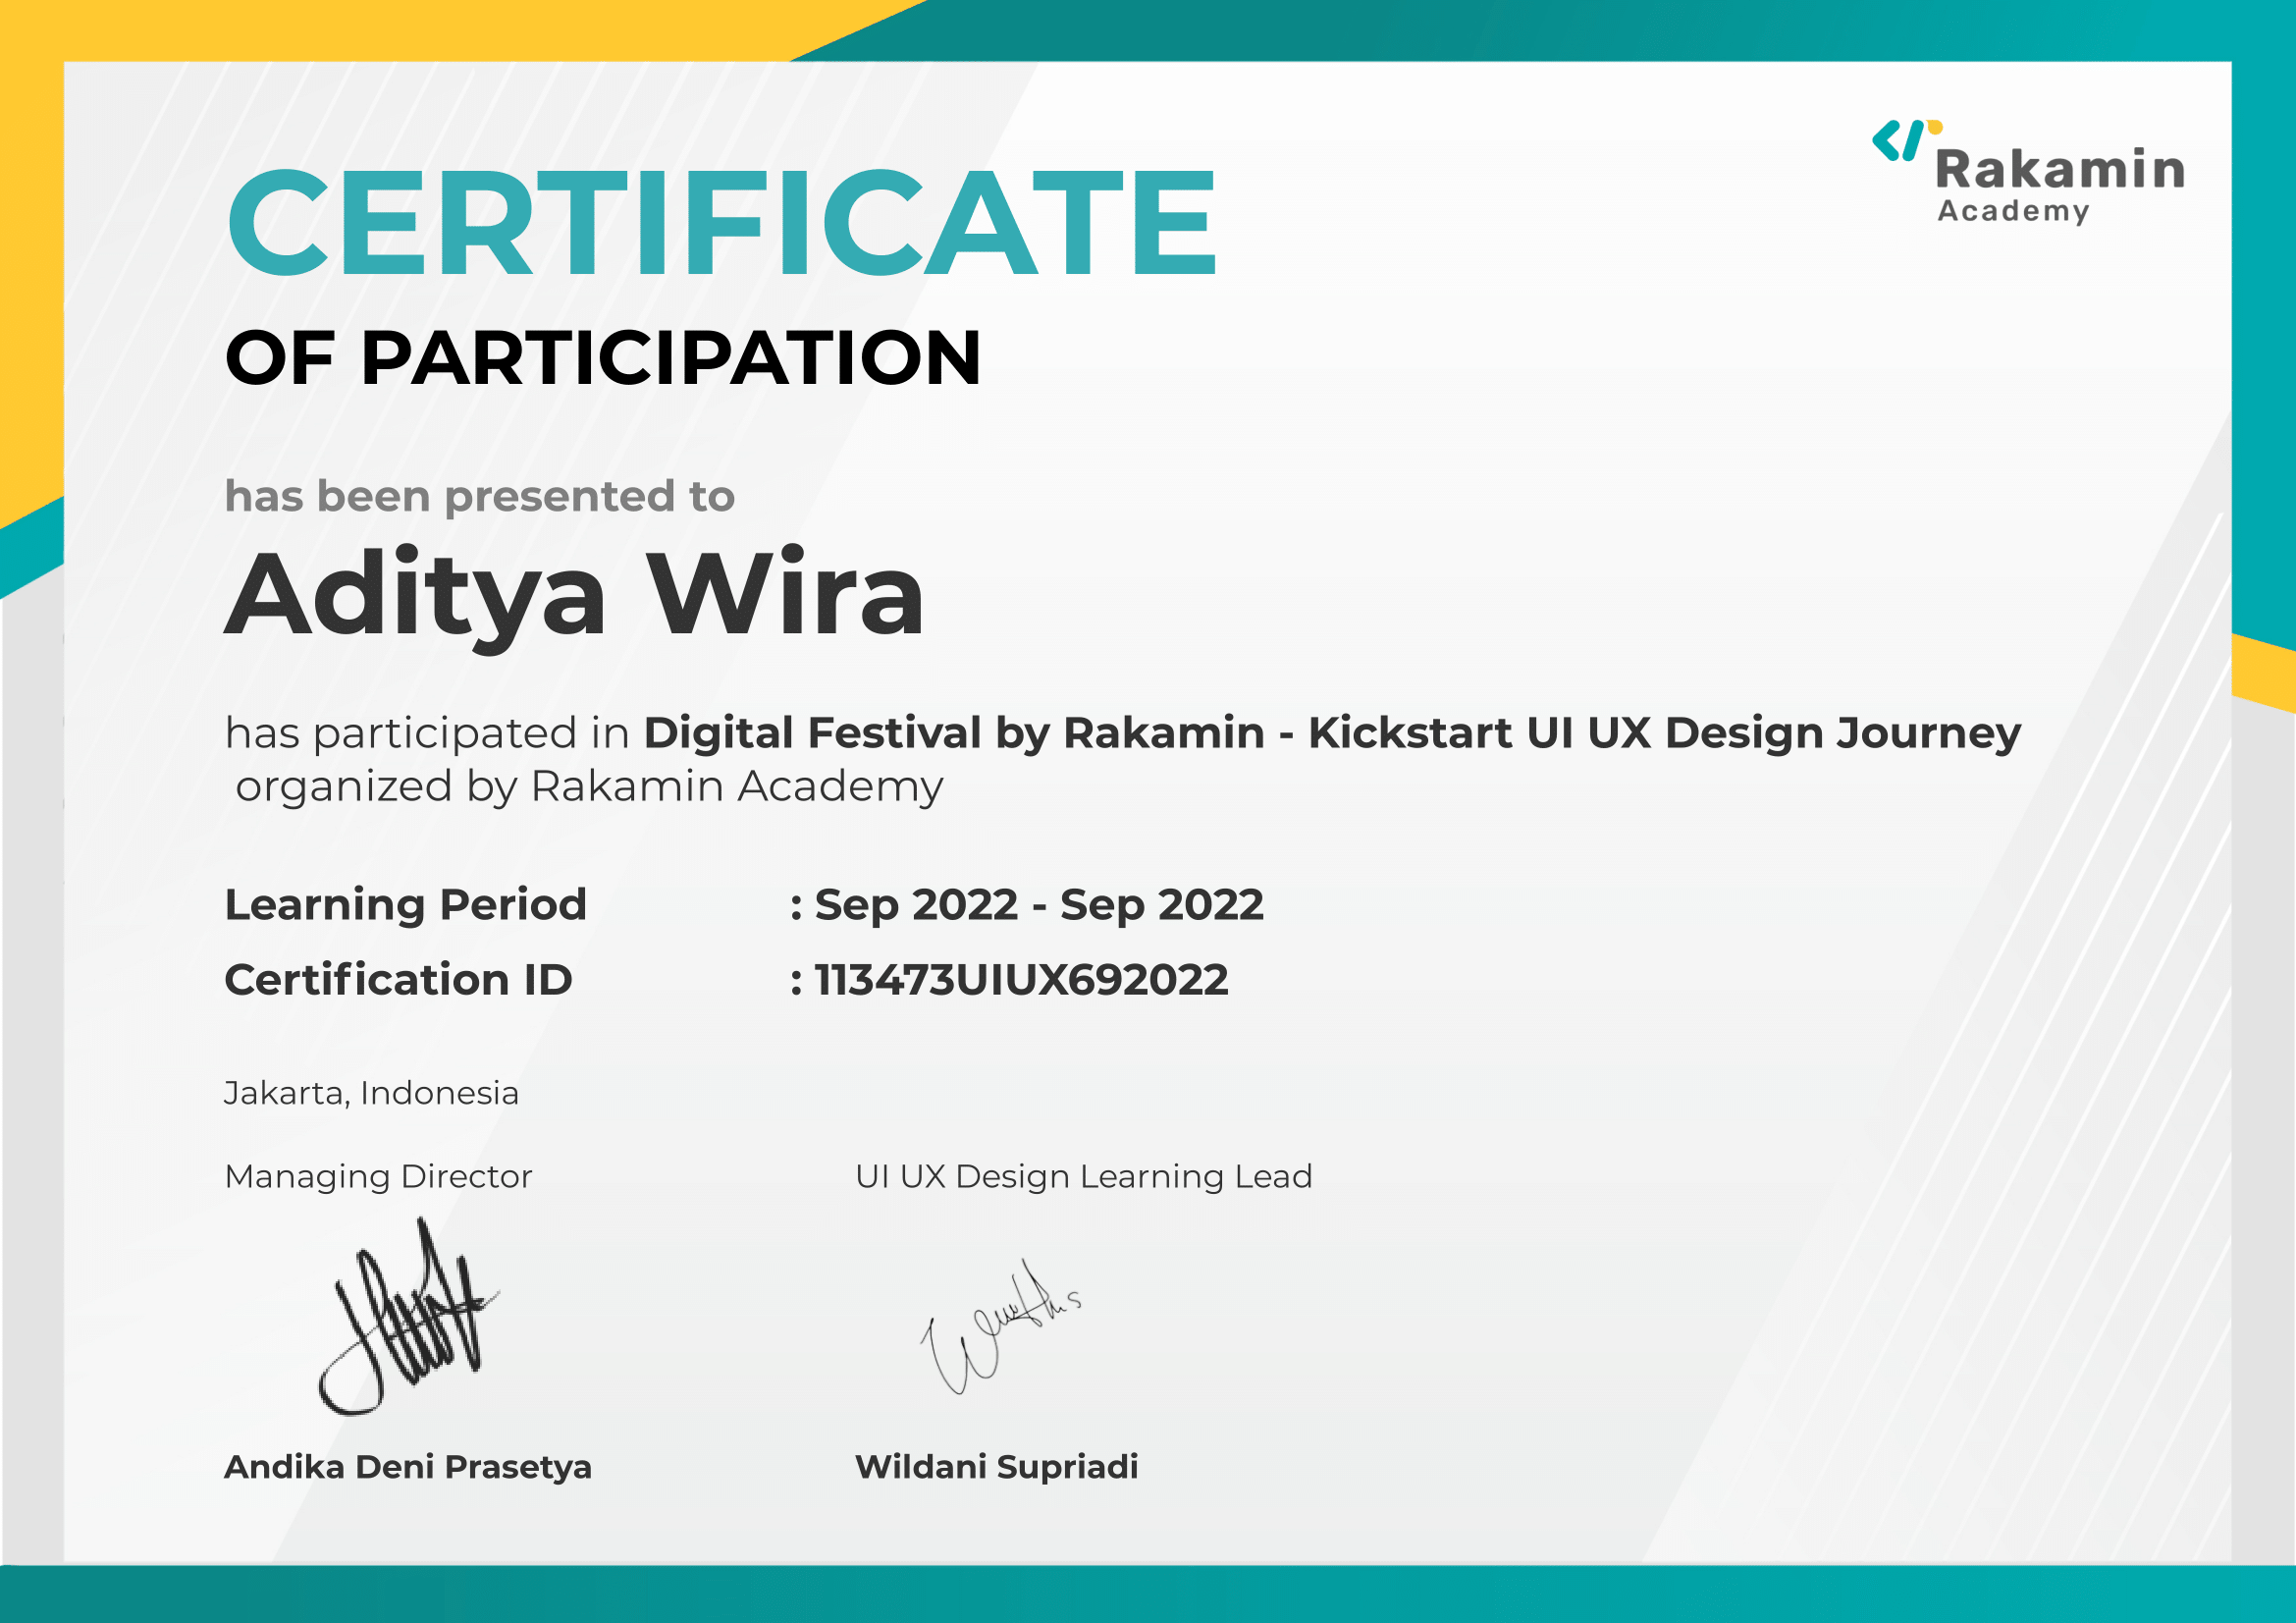 Rakamin
Academy
CERTIFICATE
OF PARTICIPATION
has been presented to
Aditya Wira
has participated in Digital Festival by Rakamin - Kickstart UI UX Design Journey
organized by Rakamin Academy
Learning Period : Sep 2022 - Sep 2022
Certification ID : 113473UIUX692022
Jakarta, Indonesia
Managing Director UI UX Design Learning Lead
Andika Deni Prasetya Wildani Supriadi